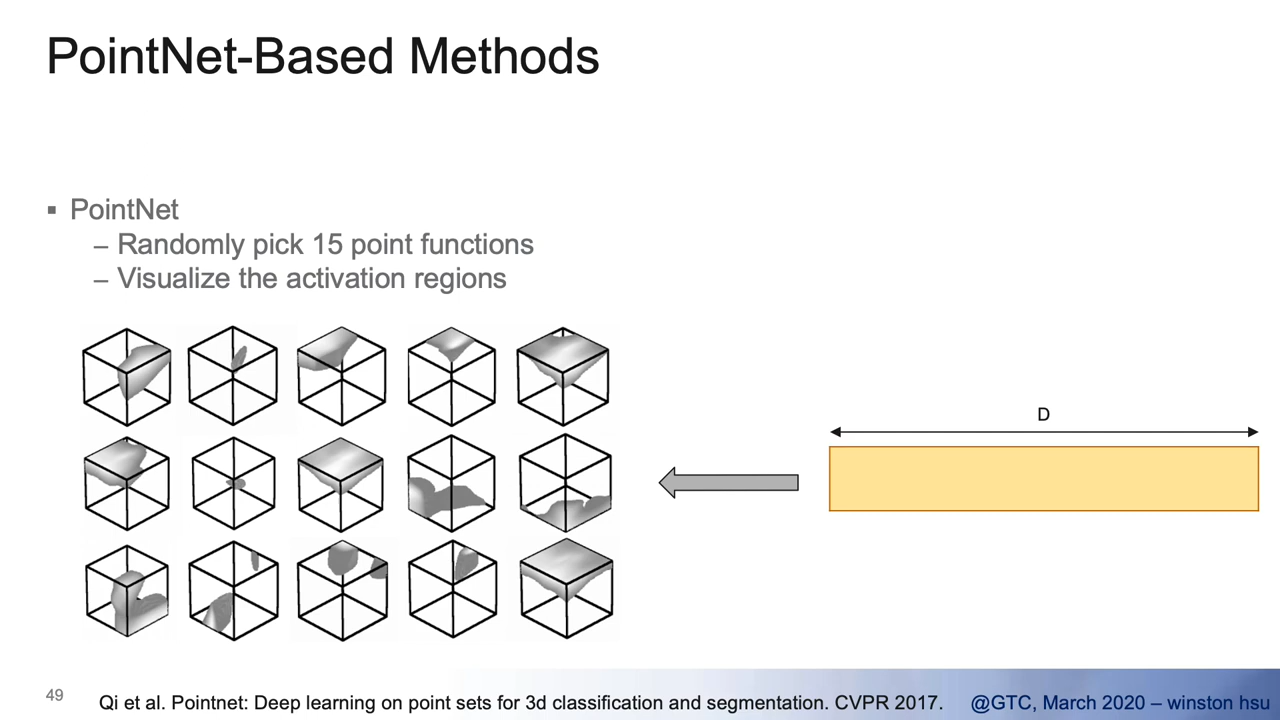 PointNet-Based Methods
▪ PointNet
– Randomly pick 15 point functions
– Visualize the activation regions
D
49
Qi et al. Pointnet: Deep learning on point sets for 3d classification and segmentation. CVPR 2017.
@GTC, March 2020 – winston hsu